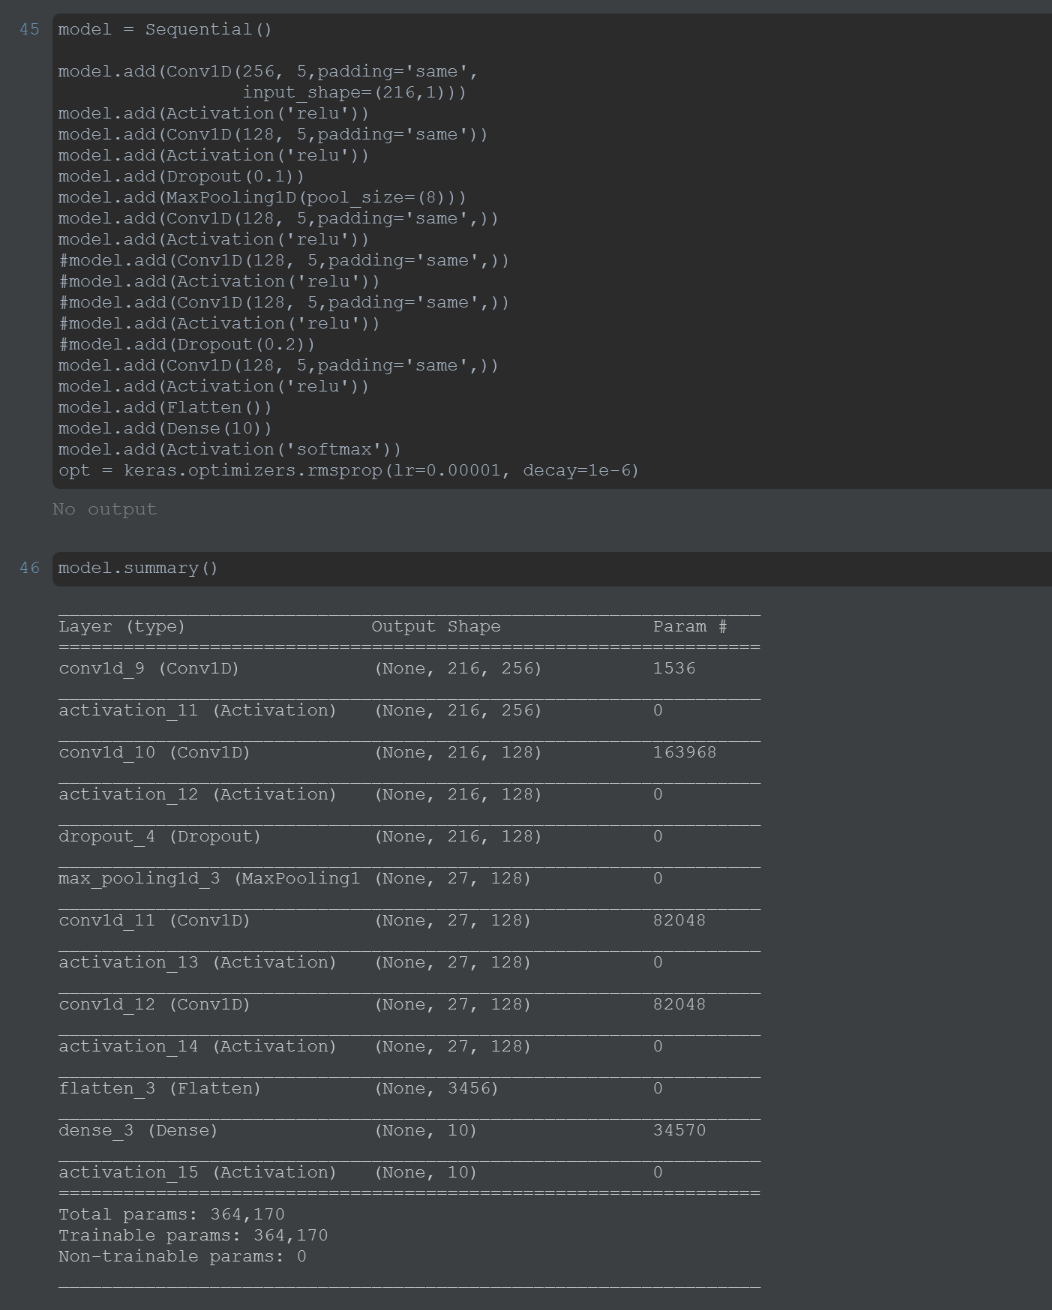 45 model = Sequential()
model.add(Conv1D(256, 5,padding='same',
                 input_shape=(216,1)))
model.add(Activation('relu'))
model.add(Conv1D(128, 5,padding='same'))
model.add(Activation('relu'))
model.add(Dropout(0.1))
model.add(MaxPooling1D(pool_size=(8)))
model.add(Conv1D(128, 5,padding='same',))
model.add(Activation('relu'))
#model.add(Conv1D(128, 5,padding='same',))
#model.add(Activation('relu'))
#model.add(Conv1D(128, 5,padding='same',))
#model.add(Activation('relu'))
#model.add(Dropout(0.2))
model.add(Conv1D(128, 5,padding='same',))
model.add(Activation('relu'))
model.add(Flatten())
model.add(Dense(10))
model.add(Activation('softmax'))
opt = keras.optimizers.rmsprop(lr=0.00001, decay=1e-6)
No output
46 model.summary()
Layer (type) Output Shape Param #
conv1d_9 (Conv1D) (None, 216, 256) 1536
activation_11 (Activation) (None, 216, 256) 0
conv1d_10 (Conv1D) (None, 216, 128) 163968
activation_12 (Activation) (None, 216, 128) 0
dropout_4 (Dropout) (None, 216, 128) 0
max_pooling1d_3 (MaxPooling1 (None, 27, 128) 0
conv1d_11 (Conv1D) (None, 27, 128) 82048
activation_13 (Activation) (None, 27, 128) 0
conv1d_12 (Conv1D) (None, 27, 128) 82048
activation_14 (Activation) (None, 27, 128) 0
flatten_3 (Flatten) (None, 3456) 0
dense_3 (Dense) (None, 10) 34570
activation_15 (Activation) (None, 10) 0
Total params: 364,170
Trainable params: 364,170
Non-trainable params: 0